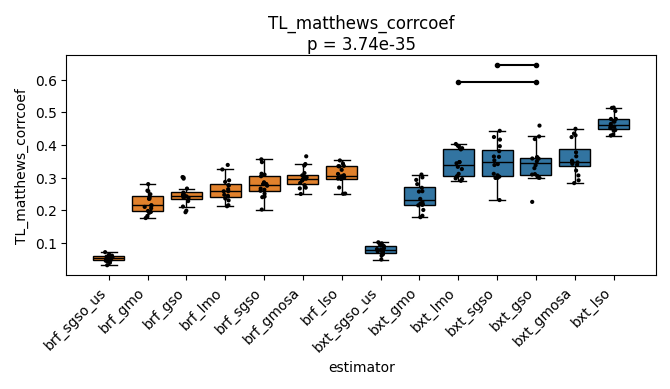 TL_matthews_corrcoef
p = 3.74e-35
TL_matthews_corrcoef
0.6
0.5
0.4
0.3
0.2
0.1
brf_sgso_us
brf_gmo
brf_gso
brf_lmo
brf_sgso
brf_gmosa
brf_lso
bxt_sgso_us
bxt_gmo
bxt_lmo
bxt_sgso
bxt_gso
bxt_gmosa
bxt_lso
estimator